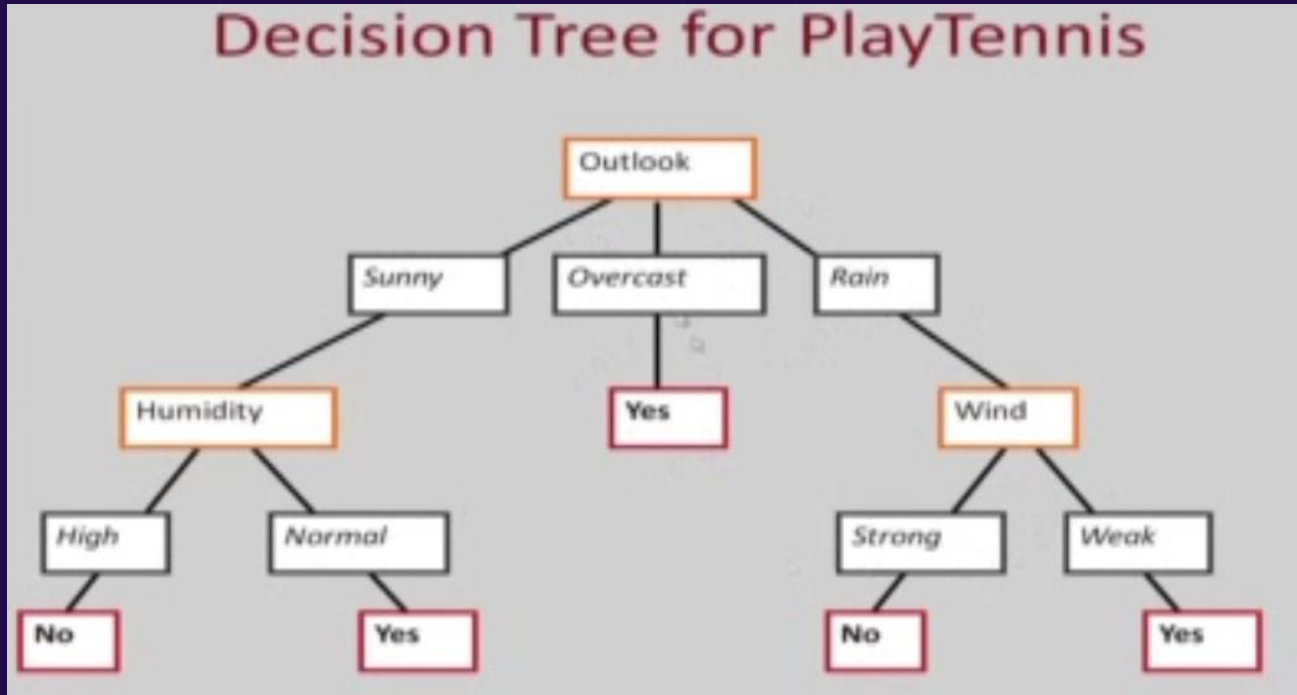 Decision Tree for PlayTennis
Outlook
Sunny
Overcast
Rain
Humidity
Yes
Wind
High
Normal
Strong
Weak
No
Yes
No
Yes